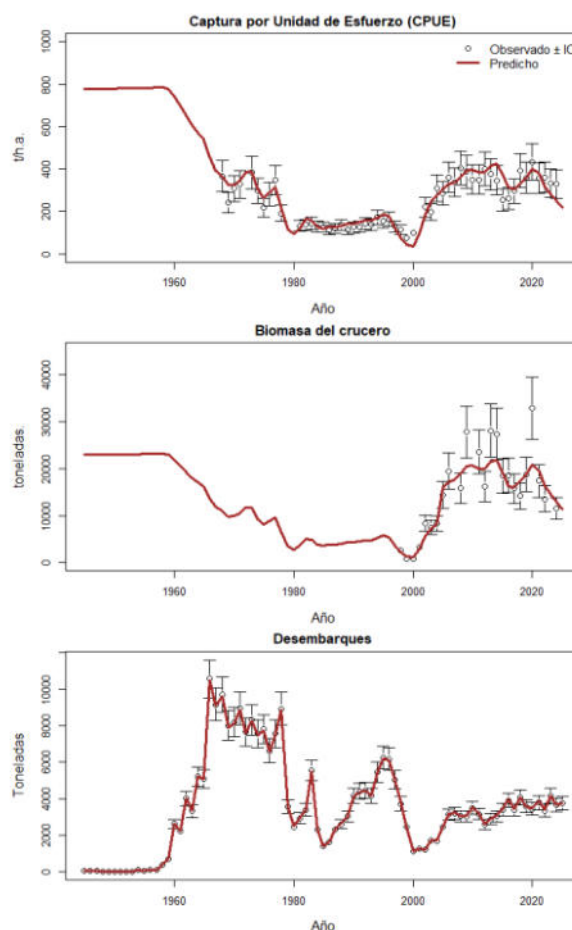 Captura por Unidad de Esfuerzo (CPUE)
1000
800
600
400
200
0
t/h.a.
Observado ± IC
Predicho
1960
1980
2000
2020
Año
Biomasa del crucero
40000
30000
20000
10000
0
toneladas.
1960
1980
2000
2020
Año
Desembarques
10000
8000
6000
4000
2000
0
Toneladas
1960
1980
2000
2020
Año